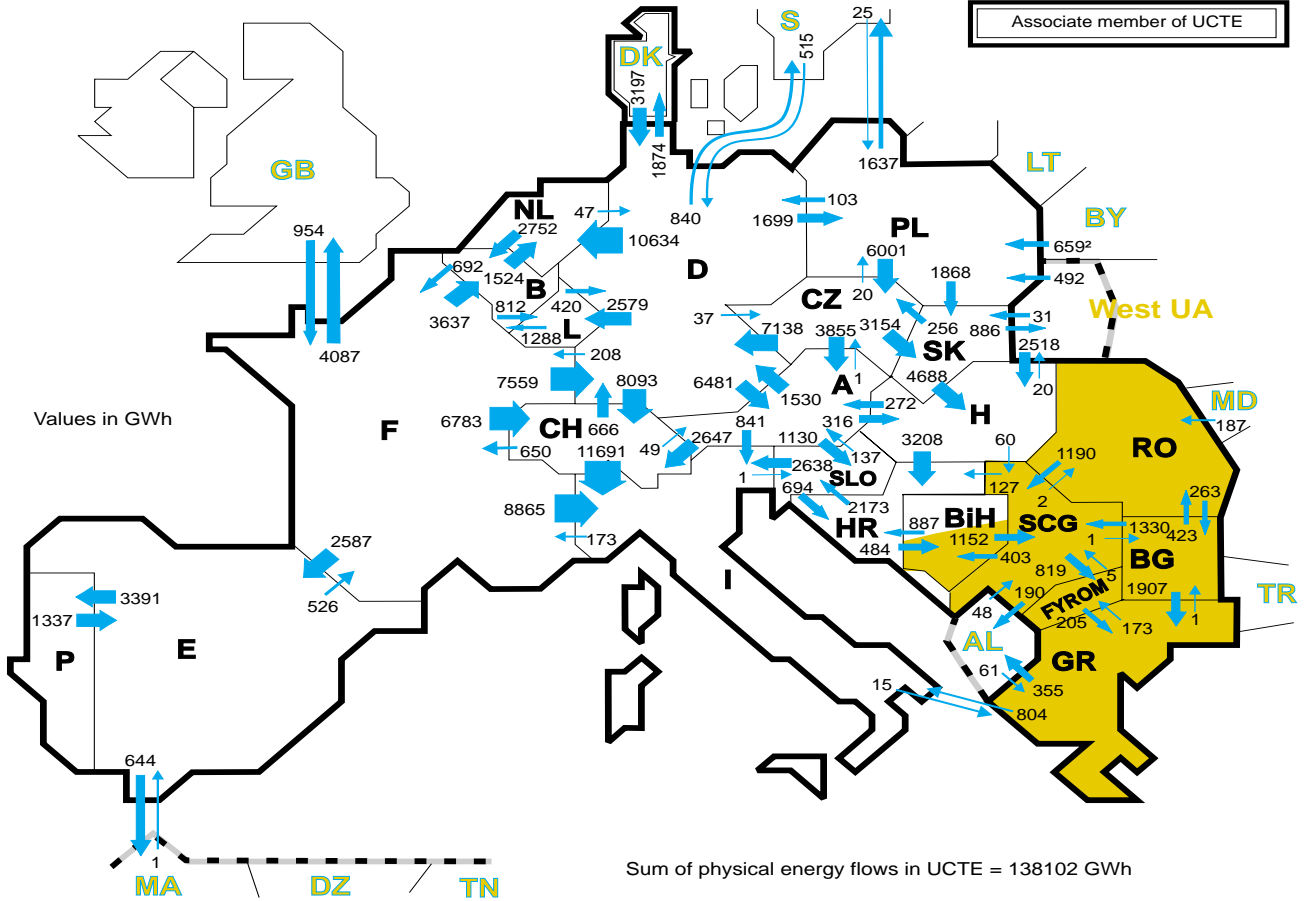 Associate member of UCTE
25
S
515
DK
3197
1874
1637
GB
LT
NL
47
2752
954
840
103
1699
BY
PL
659²
10634
692
1524
D
6001
1868
492
B
CZ
20
West UA
812
420
2579
37
3637
31
256
886
1288
L
7138
3855
3154
SK
2518
4087
208
A
1
4688
20
7559
8093
6481
1530
272
MD
Values in GWh
6783
F
CH
666
841
316
H
187
49
2647
1130
137
3208
60
RO
650
11691
1
2638
SLO
1190
127
694
2
8865
2173
263
HR
887
BiH
SCG
1330
423
173
484
1152
1
403
BG
2587
819
5
I
190
FYROM
1907
TR
526
48
205
173
1
3391
1337
AL
P
E
GR
61
355
15
804
644
1
MA
DZ
TN
Sum of physical energy flows in UCTE = 138102 GWh